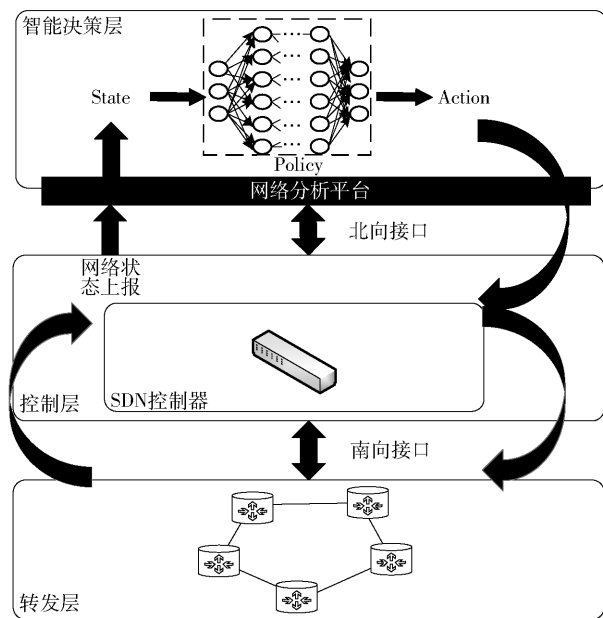 智能决策层
State
Action
Policy
网络分析平台
北向接口
网络状
态上报
SDN控制器
控制层
南向接口
转发层